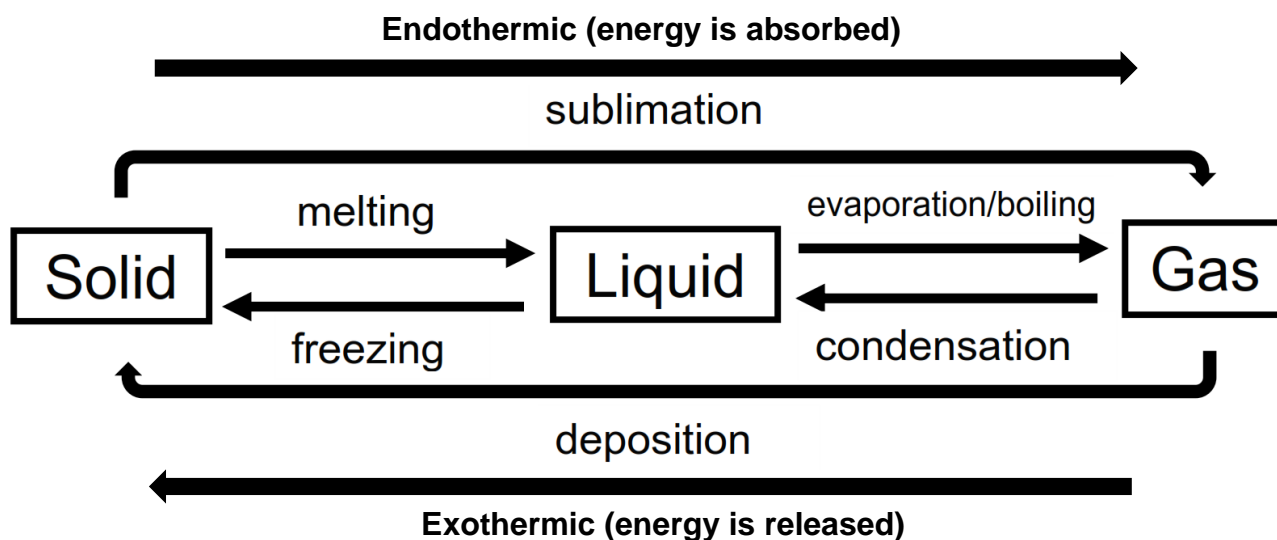 Endothermic (energy is absorbed)
sublimation
melting
evaporation/boiling
Solid
Liquid
Gas
freezing
condensation
deposition
Exothermic (energy is released)